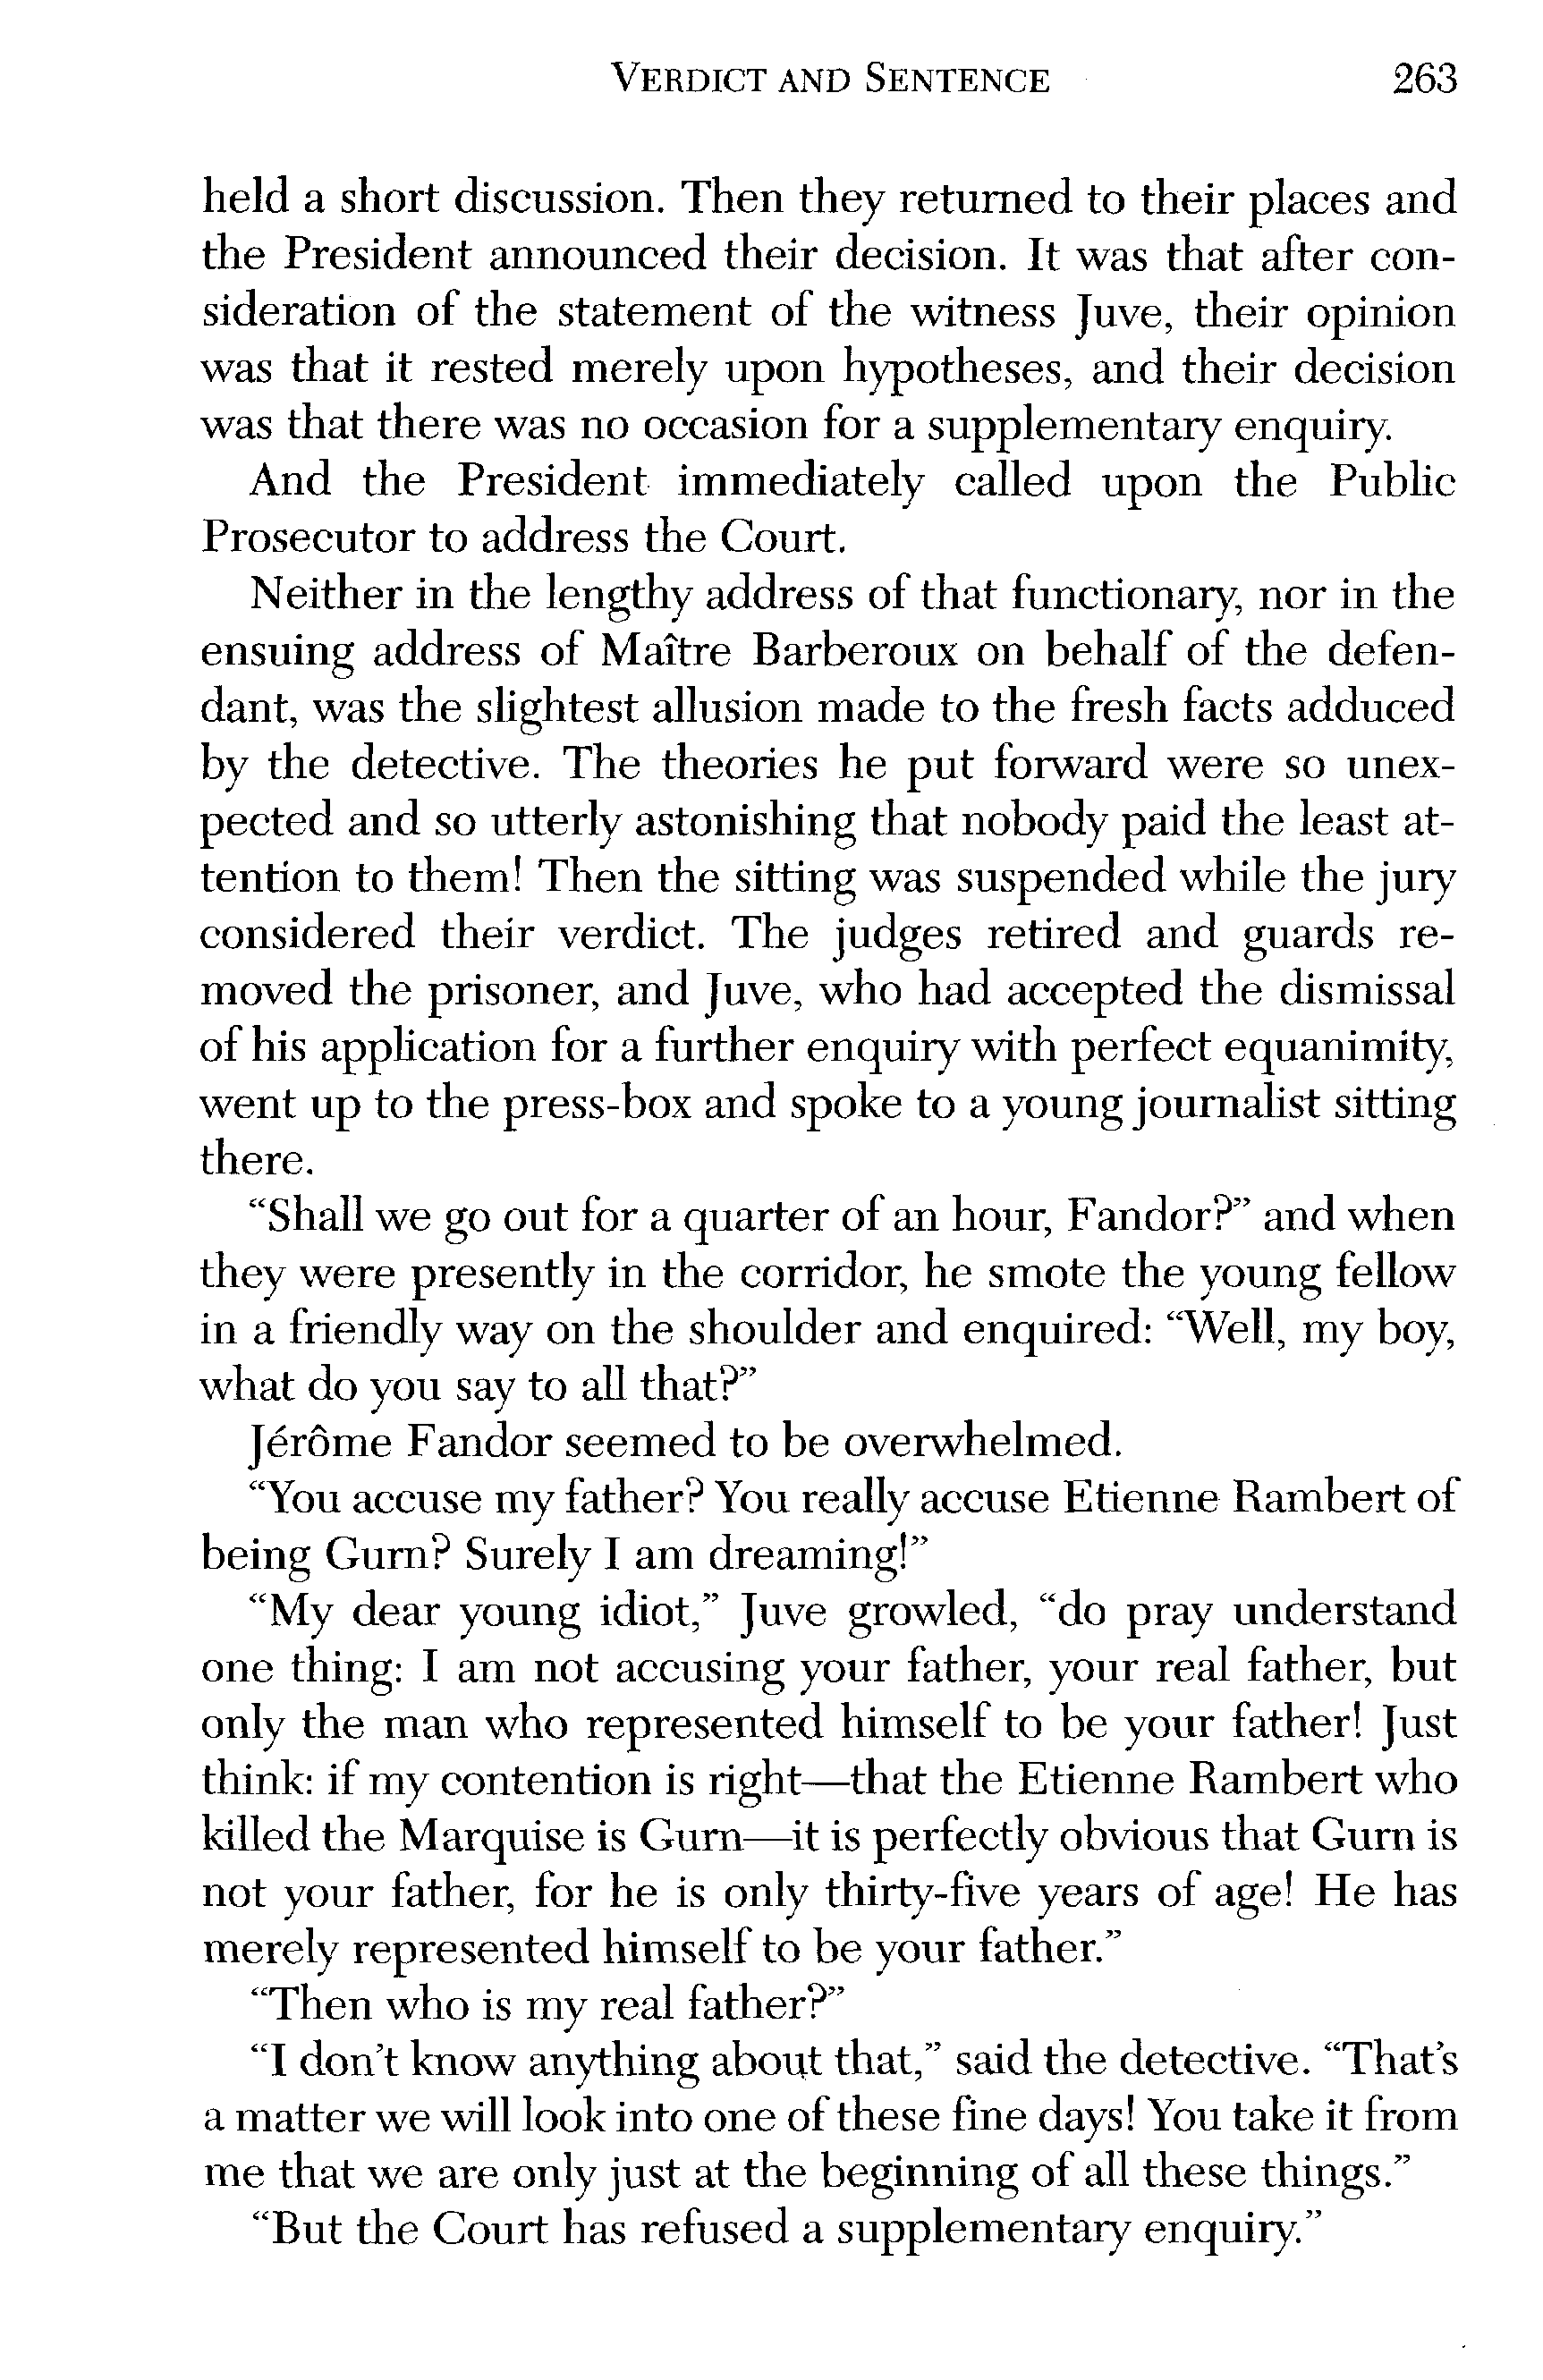 VERDICT AND SENTENCE 263
held a short discussion. Then they returned to their places and
the President announced their decision. It was that after con-
sideration of the statement of the witness Juve, their opinion
was that it rested merely upon hypotheses, and their decision
was that there was no occasion for a supplementary enquiry.
And the President immediately called upon the Public
Prosecutor to address the Court.
Neither in the lengthy address of that functionary, nor in the
ensuing address of Maître Barberoux on behalf of the defen-
dant, was the slightest allusion made to the fresh facts adduced
by the detective. The theories he put forward were so unex-
pected and so utterly astonishing that nobody paid the least at-
tention to them! Then the sitting was suspended while the jury
considered their verdict. The judges retired and guards re-
moved the prisoner, and Juve, who had accepted the dismissal
of his application for a further enquiry with perfect equanimity,
went up to the press-box and spoke to a young journalist sitting
there.
“Shall we go out for a quarter of an hour, Fandor?” and when
they were presently in the corridor, he smote the young fellow
in a friendly way on the shoulder and enquired: “Well, my boy,
what do you say to all that?”
Jérôme Fandor seemed to be overwhelmed.
“You accuse my father? You really accuse Etienne Rambert of
being Gurn? Surely I am dreaming!”
“My dear young idiot,” Juve growled, “do pray understand
one thing: I am not accusing your father, your real father, but
only the man who represented himself to be your father! Just
think: if my contention is right—that the Etienne Rambert who
killed the Marquise is Gurn—it is perfectly obvious that Gurn is
not your father, for he is only thirty-five years of age! He has
merely represented himself to be your father.”
“Then who is my real father?”
“I don’t know anything about that,” said the detective. “That’s
a matter we will look into one of these fine days! You take it from
me that we are only just at the beginning of all these things.”
“But the Court has refused a supplementary enquiry.”